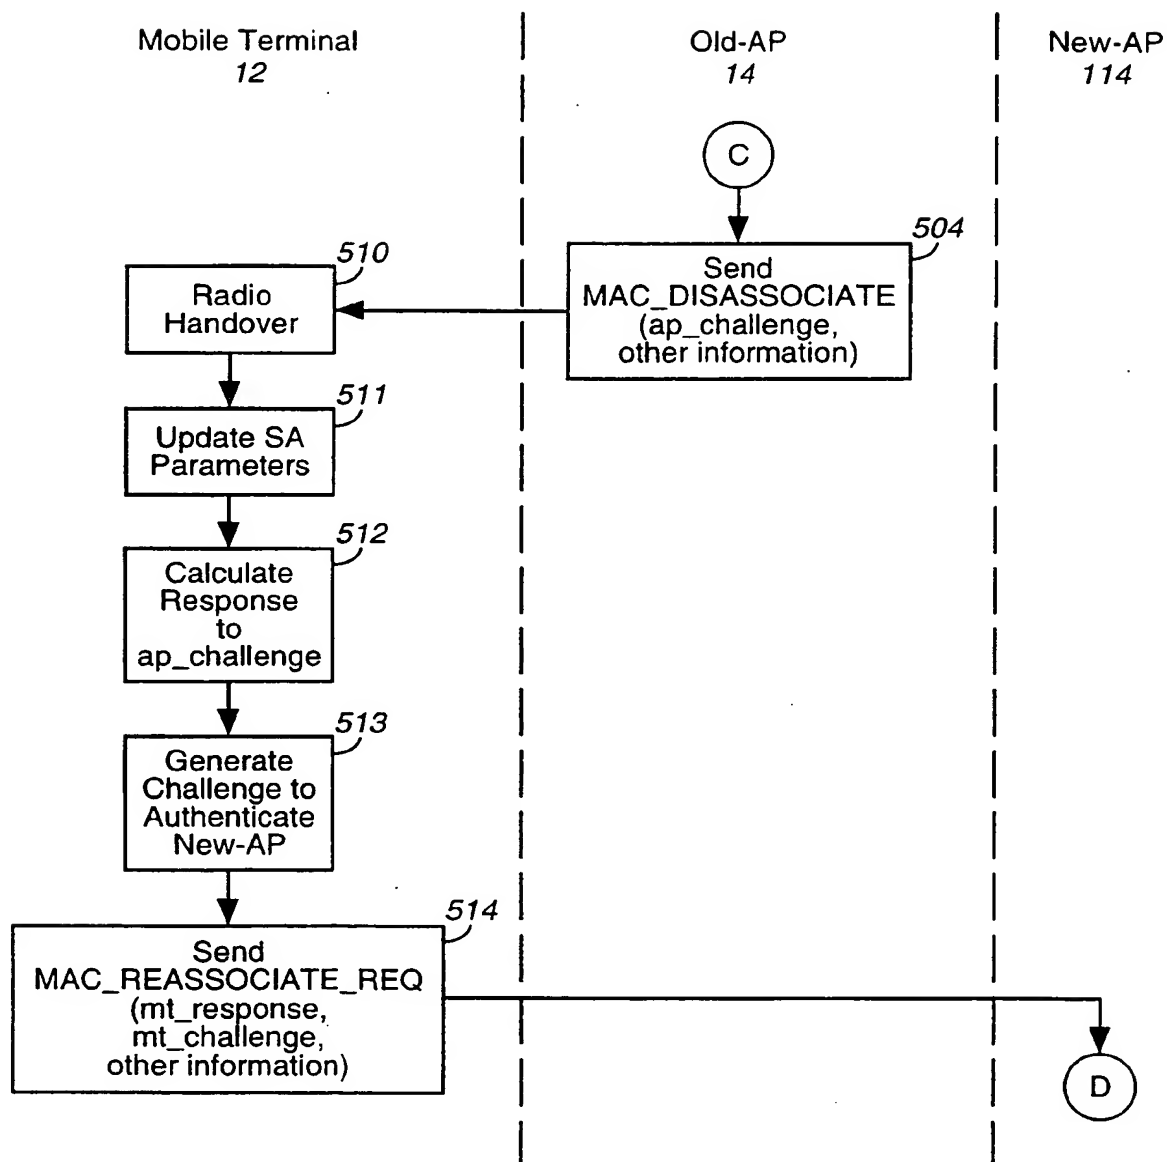 Mobile Terminal
12
Old-AP
14
New-AP
114
C
504
Send
MAC_DISASSOCIATE
(ap_challenge,
other information)
510
Radio
Handover
511
Update SA
Parameters
512
Calculate
Response
to
ap_challenge
513
Generate
Challenge to
Authenticate
New-AP
514
Send
MAC_REASSOCIATE_REQ
(mt_response,
mt_challenge,
other information)
D